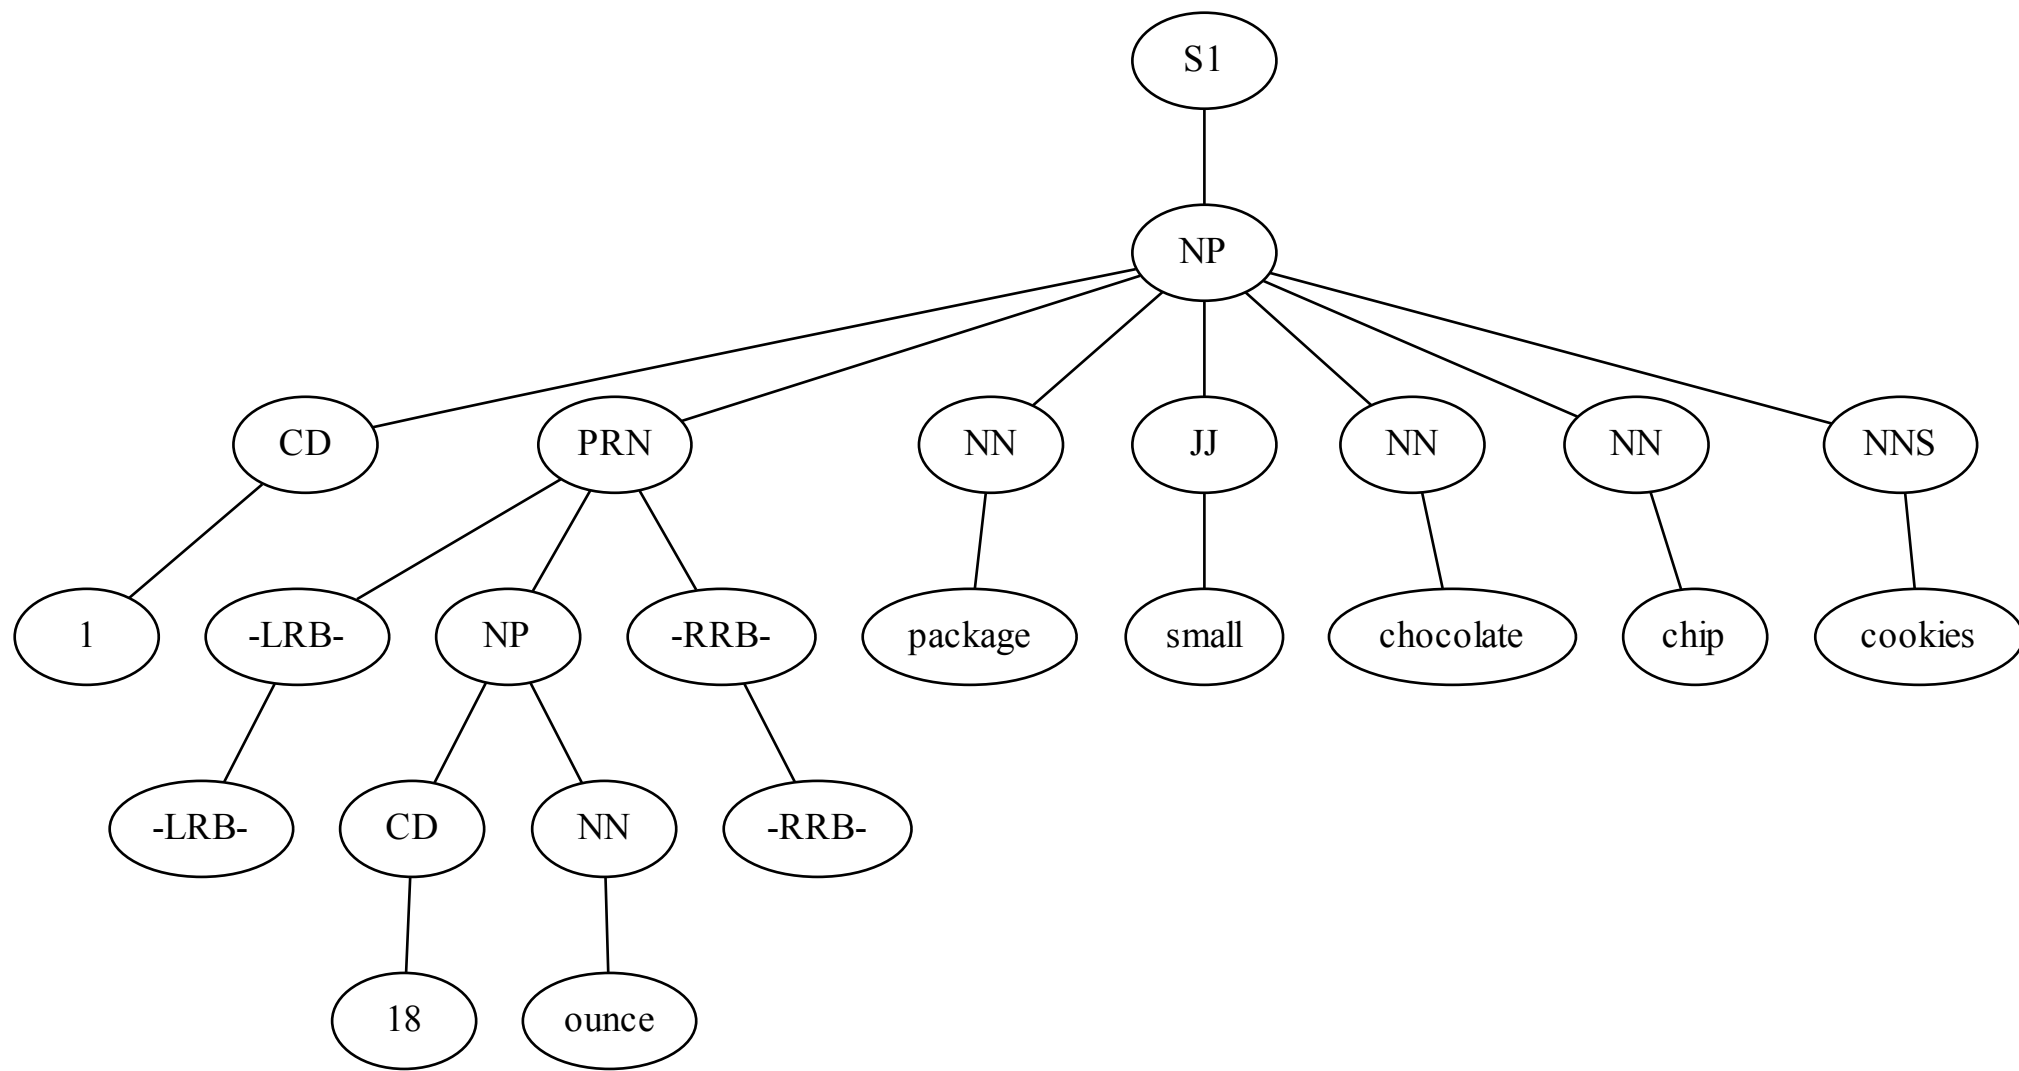 S1
NP
CD PRN NN JJ NN NN NNS
1 -LRB- NP -RRB- package small chocolate chip cookies
-LRB- CD NN -RRB-
18 ounce